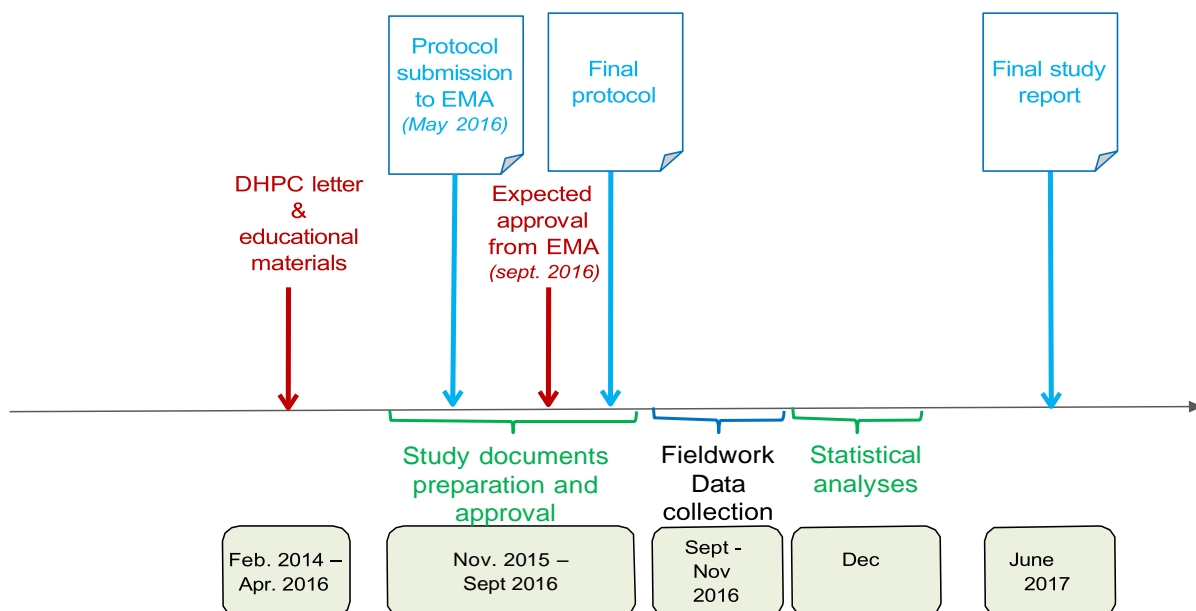 Protocol
submission
to EMA
(May 2016)
Final
protocol
Final study
report
DHPC letter
&
educational
materials
Expected
approval
from EMA
(sept. 2016)
Study documents
preparation and
approval
Fieldwork
Data
collection
Statistical
analyses
Feb. 2014 –
Apr. 2016
Nov. 2015 –
Sept 2016
Sept -
Nov
2016
Dec
June
2017